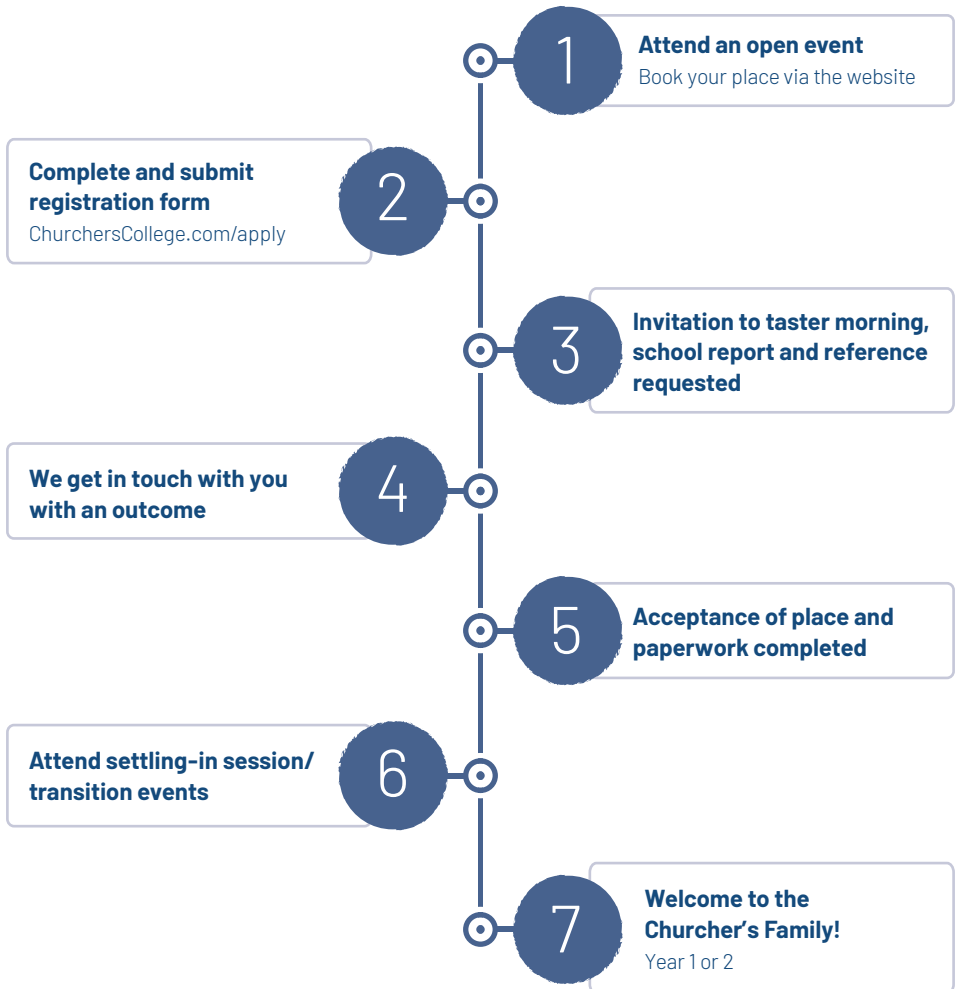 1
Attend an open event
Book your place via the website
2
Complete and submit
registration form
ChurchersCollege.com/apply
3
Invitation to taster morning,
school report and reference
requested
4
We get in touch with you
with an outcome
5
Acceptance of place and
paperwork completed
6
Attend settling-in session/
transition events
7
Welcome to the
Churcher’s Family!
Year 1 or 2